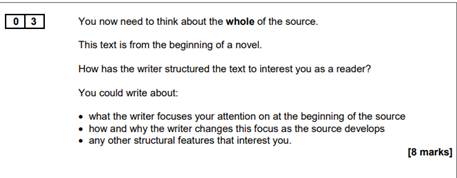 0 3 You now need to think about the whole of the source.
This text is from the beginning of a novel.
How has the writer structured the text to interest you as a reader?
You could write about:
• what the writer focuses your attention on at the beginning of the source
• how and why the writer changes this focus as the source develops
• any other structural features that interest you.
[8 marks]